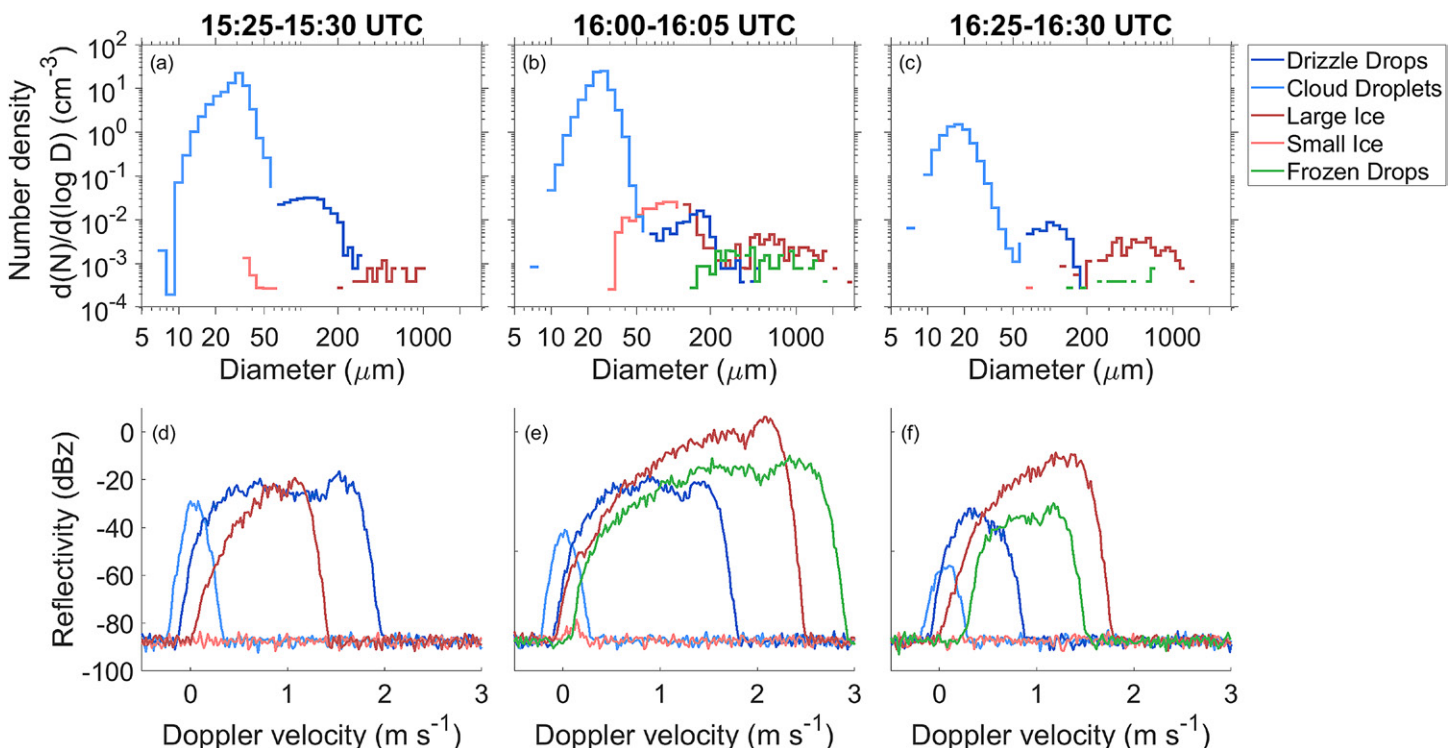 15:25-15:30 UTC 16:00-16:05 UTC 16:25-16:30 UTC
Number density
d(N)/d(log D) (cm⁻³)
10² 10¹ 10⁰ 10⁻¹ 10⁻² 10⁻³ 10⁻⁴
(a) (b) (c)
Drizzle Drops
Cloud Droplets
Large Ice
Small Ice
Frozen Drops
5 10 20 50 200 1000 5 10 20 50 200 1000 5 10 20 50 200 1000
Diameter (μm) Diameter (μm) Diameter (μm)
Reflectivity (dBz)
0 -20 -40 -60 -80 -100
(d) (e) (f)
0 1 2 3 0 1 2 3 0 1 2 3
Doppler velocity (m s⁻¹) Doppler velocity (m s⁻¹) Doppler velocity (m s⁻¹)